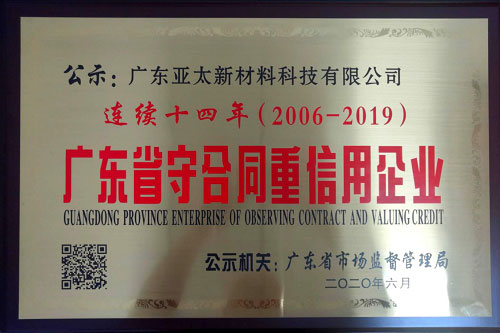 公示：广东亚太新材料科技有限公司
连续十四年（2006-2019）
广东省守合同重信用企业
GUANGDONG PROVINCE ENTERPRISE OF OBSERVING CONTRACT AND VALUING CREDIT
公示机关：广东省市场监督管理局
二〇二〇年六月